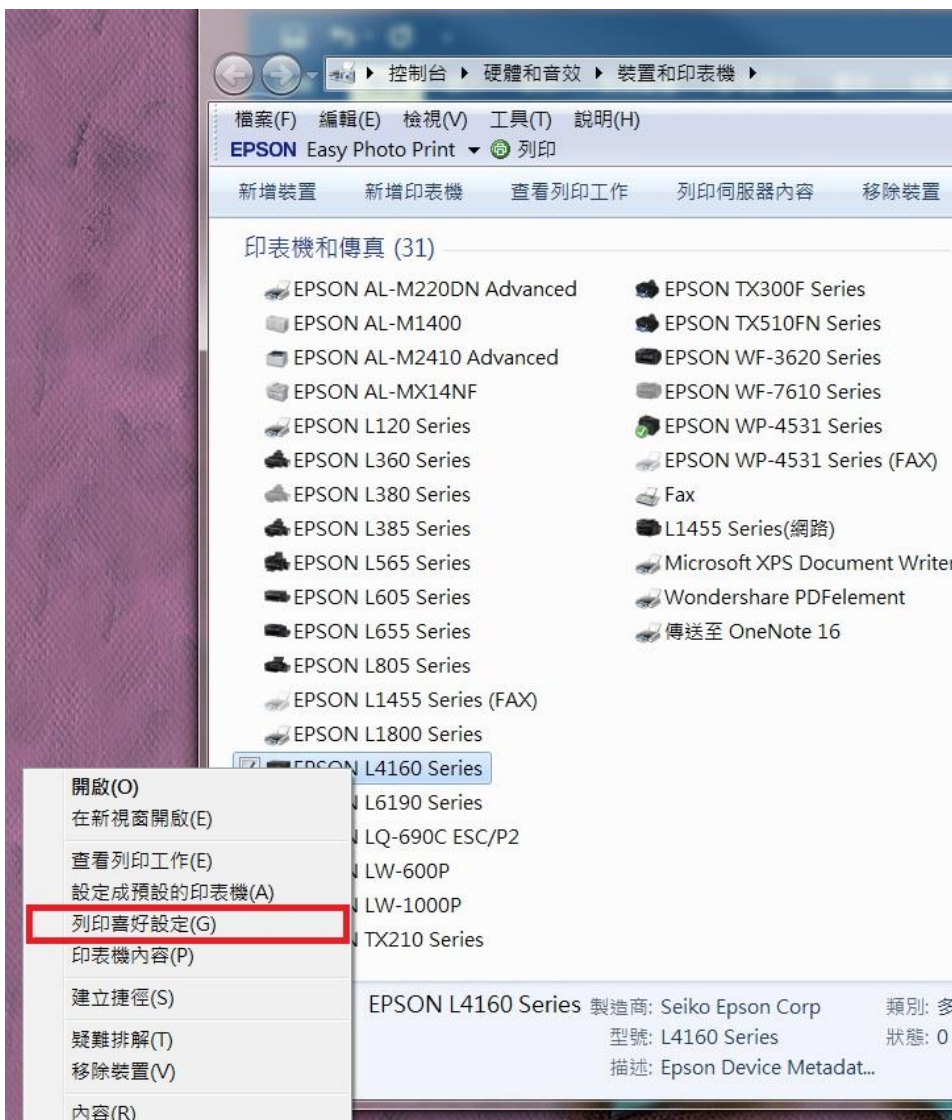 控制台 ▸ 硬體和音效 ▸ 裝置和印表機 ▸
檔案(F) 編輯(E) 檢視(V) 工具(T) 說明(H)
EPSON Easy Photo Print 列印
新增裝置 新增印表機 查看列印工作 列印伺服器內容 移除裝置
印表機和傳真 (31)
EPSON AL-M220DN Advanced
EPSON AL-M1400
EPSON AL-M2410 Advanced
EPSON AL-MX14NF
EPSON L120 Series
EPSON L360 Series
EPSON L380 Series
EPSON L385 Series
EPSON L565 Series
EPSON L605 Series
EPSON L655 Series
EPSON L805 Series
EPSON L1455 Series (FAX)
EPSON L1800 Series
EPSON L4160 Series
L6190 Series
LQ-690C ESC/P2
LW-600P
LW-1000P
TX210 Series
EPSON TX300F Series
EPSON TX510FN Series
EPSON WF-3620 Series
EPSON WF-7610 Series
EPSON WP-4531 Series
EPSON WP-4531 Series (FAX)
Fax
L1455 Series(網路)
Microsoft XPS Document Writer
Wondershare PDFelement
傳送至 OneNote 16
開啟(O)
在新視窗開啟(E)
查看列印工作(E)
設定成預設的印表機(A)
列印喜好設定(G)
印表機內容(P)
建立捷徑(S)
疑難排解(T)
移除裝置(V)
內容(R)
EPSON L4160 Series 製造商: Seiko Epson Corp 類別: 多
型號: L4160 Series 狀態: 0
描述: Epson Device Metadat...